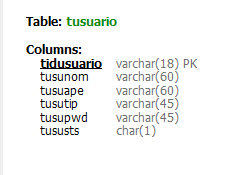 Table: tusuario
Columns:
tidusuario varchar(18) PK
tusunom varchar(60)
tusuape varchar(60)
tusutip varchar(45)
tusupwd varchar(45)
tususts char(1)